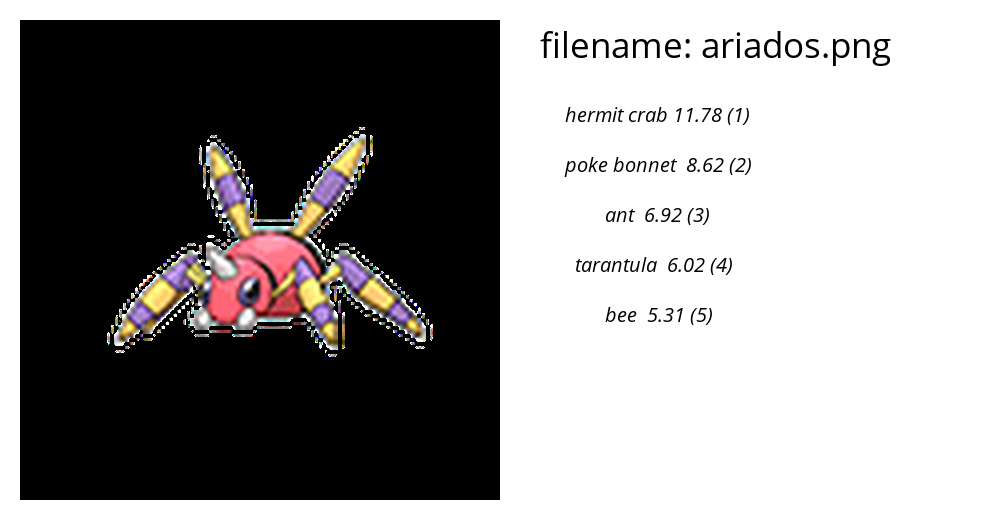 filename: ariados.png
hermit crab 11.78 (1)
poke bonnet 8.62 (2)
ant 6.92 (3)
tarantula 6.02 (4)
bee 5.31 (5)